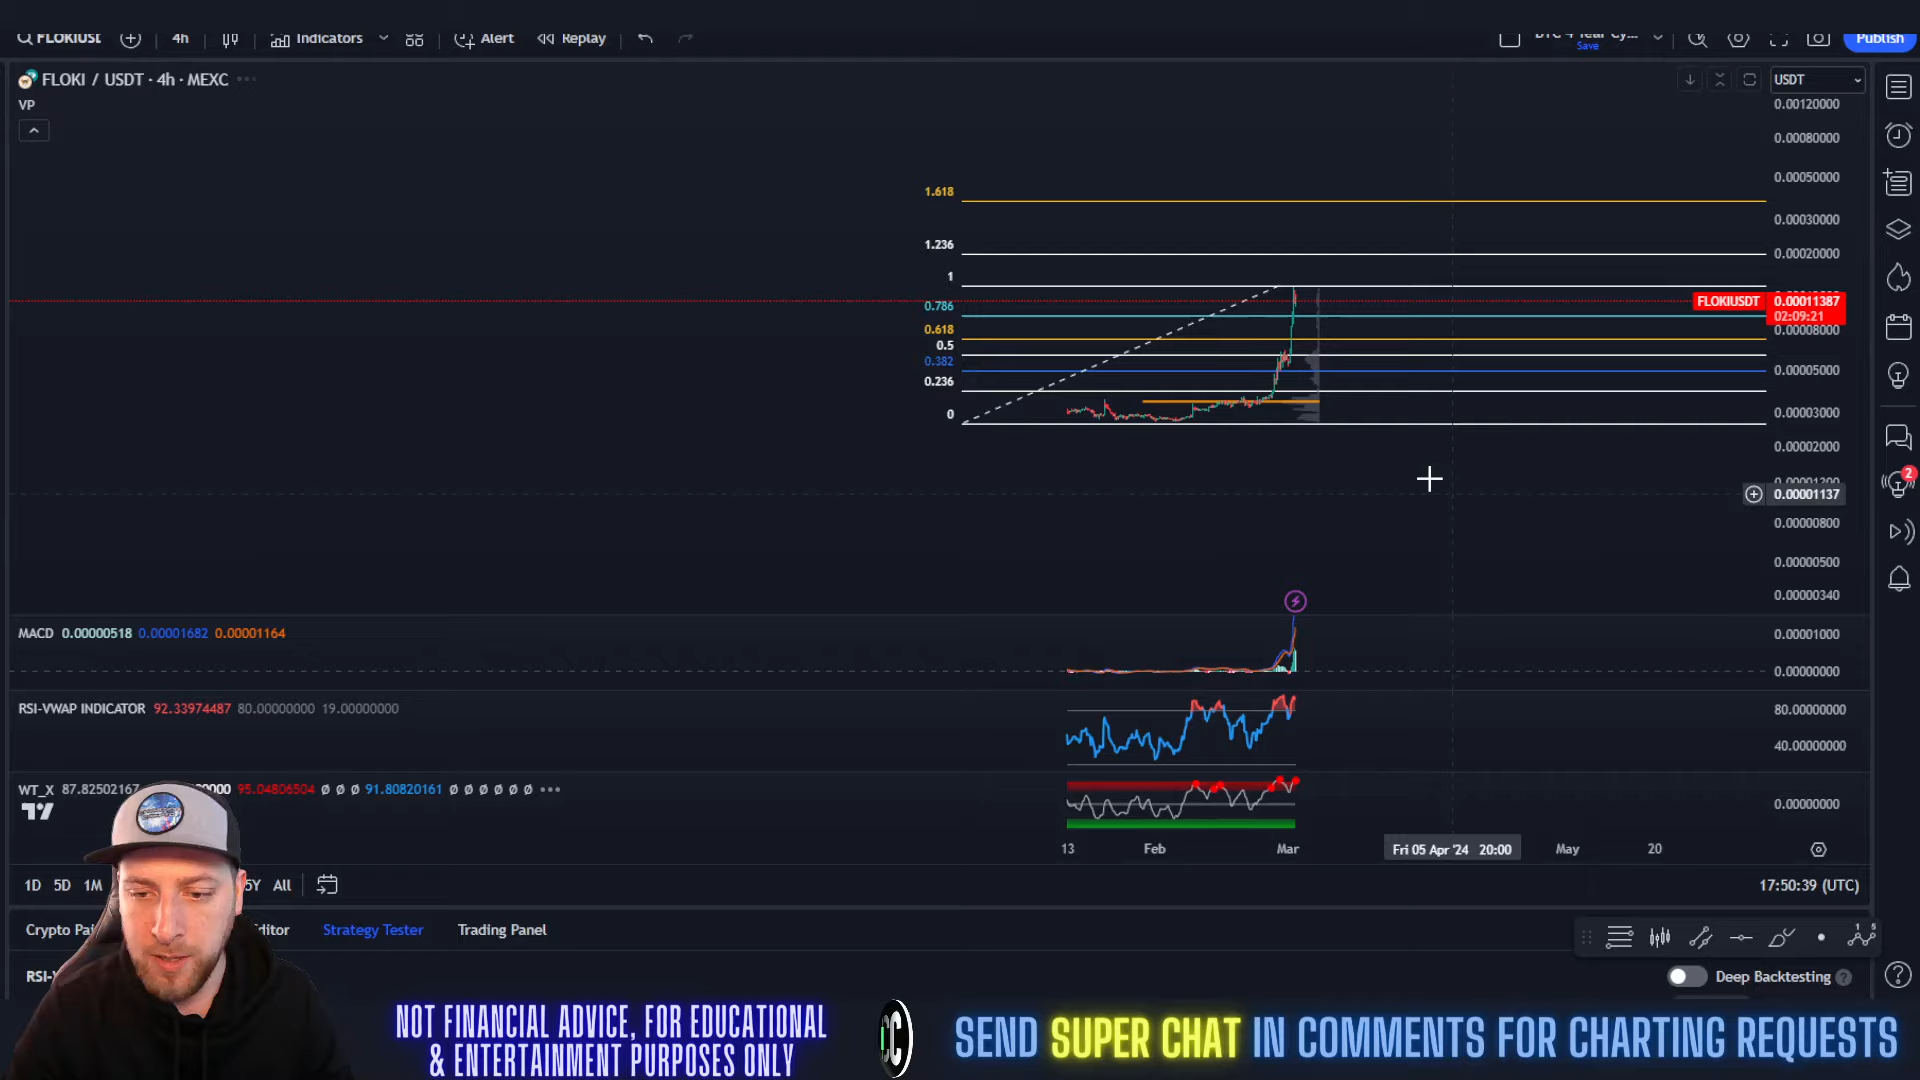 FLOKIUSD
4h
Indicators
Alert
Replay
Save
Publish
FLOKI / USDT · 4h · MEXC
USDT
VP
0.00120000
0.00080000
0.00050000
0.00030000
0.00020000
1.618
1.236
1
0.786
0.618
0.5
0.382
0.236
0
FLOKIUSDT 0.00011387
02:09:21
0.00008000
0.00005000
0.00003000
0.00002000
0.00001137
0.00000800
0.00000500
0.00000340
2
MACD 0.00000518 0.00001682 0.00001164
0.00001000
0.00000000
RSI-VWAP INDICATOR 92.33974487 80.00000000 19.00000000
80.00000000
40.00000000
WT_X 87.82502167 95.04806504 Ø Ø Ø 91.80820161 Ø Ø Ø Ø Ø Ø
0.00000000
13 Feb Mar Fri 05 Apr '24 20:00 May 20
1D 5D 1M 5Y All
17:50:39 (UTC)
Crypto Strategy Tester Trading Panel
Deep Backtesting
NOT FINANCIAL ADVICE, FOR EDUCATIONAL
& ENTERTAINMENT PURPOSES ONLY
CC
SEND SUPER CHAT IN COMMENTS FOR CHARTING REQUESTS